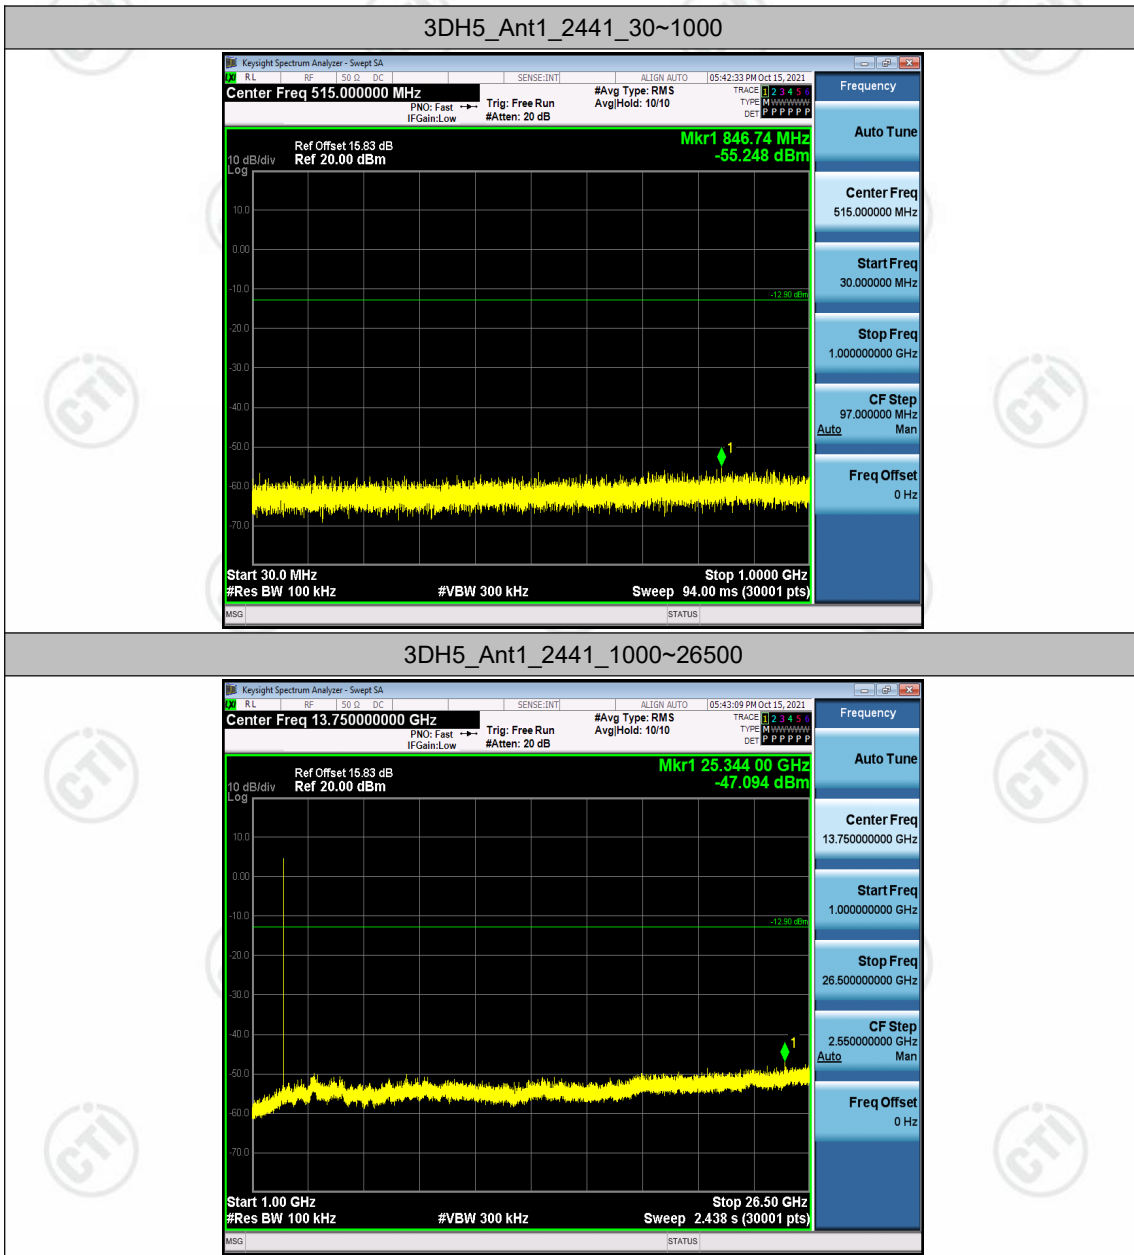 3DH5_Ant1_2441_30~1000
Keysight Spectrum Analyzer - Swept SA
LXI RL RF 50 Ω DC SENSE:INT ALIGN AUTO 05:42:33 PM Oct 15, 2021
Center Freq 515.000000 MHz
PNO: Fast
IFGain:Low
Trig: Free Run
#Atten: 20 dB
#Avg Type: RMS
Avg|Hold: 10/10
TRACE 1 2 3 4 5 6
TYPE M WWWWW
DET P P P P P P
Mkr1 846.74 MHz
-55.248 dBm
Ref Offset 15.83 dB
10 dB/div Ref 20.00 dBm
Log
10.0
0.00
-10.0
-12.90 dBm
-20.0
-30.0
-40.0
-50.0
1
-60.0
-70.0
Start 30.0 MHz Stop 1.0000 GHz
#Res BW 100 kHz #VBW 300 kHz Sweep 94.00 ms (30001 pts)
MSG STATUS
Frequency
Auto Tune
Center Freq
515.000000 MHz
Start Freq
30.000000 MHz
Stop Freq
1.000000000 GHz
CF Step
97.000000 MHz
Auto Man
Freq Offset
0 Hz
3DH5_Ant1_2441_1000~26500
Keysight Spectrum Analyzer - Swept SA
LXI RL RF 50 Ω DC SENSE:INT ALIGN AUTO 05:43:09 PM Oct 15, 2021
Center Freq 13.750000000 GHz
PNO: Fast
IFGain:Low
Trig: Free Run
#Atten: 20 dB
#Avg Type: RMS
Avg|Hold: 10/10
TRACE 1 2 3 4 5 6
TYPE M WWWWW
DET P P P P P P
Mkr1 25.344 00 GHz
-47.094 dBm
Ref Offset 15.83 dB
10 dB/div Ref 20.00 dBm
Log
10.0
0.00
-10.0
-12.90 dBm
-20.0
-30.0
-40.0
1
-50.0
-60.0
-70.0
Start 1.00 GHz Stop 26.50 GHz
#Res BW 100 kHz #VBW 300 kHz Sweep 2.438 s (30001 pts)
MSG STATUS
Frequency
Auto Tune
Center Freq
13.750000000 GHz
Start Freq
1.000000000 GHz
Stop Freq
26.500000000 GHz
CF Step
2.550000000 GHz
Auto Man
Freq Offset
0 Hz
CTI
CTI
CTI
CTI
CTI
CTI